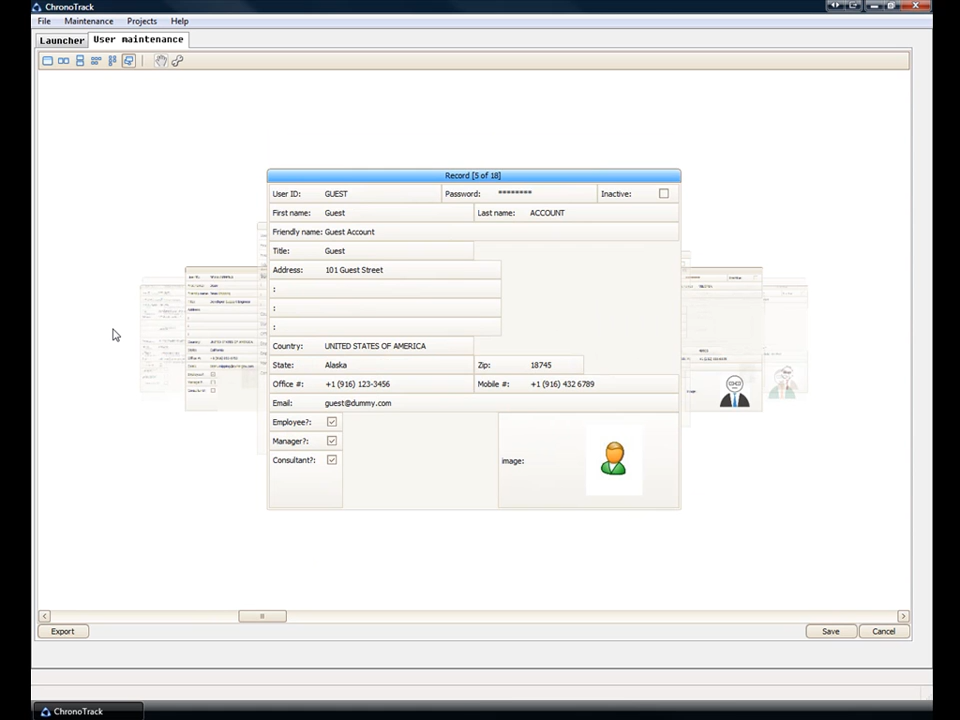 ChronoTrack
File Maintenance Projects Help
Launcher User maintenance
Record [5 of 18]
User ID: GUEST Password: ******** Inactive:
First name: Guest Last name: ACCOUNT
Friendly name: Guest Account
Title: Guest
Address: 101 Guest Street
:
:
:
Country: UNITED STATES OF AMERICA
State: Alaska Zip: 18745
Office #: +1 (916) 123-3456 Mobile #: +1 (916) 432 6789
Email: guest@dummy.com
Employee?:
Manager?:
Consultant?:
image:
Export Save Cancel
ChronoTrack